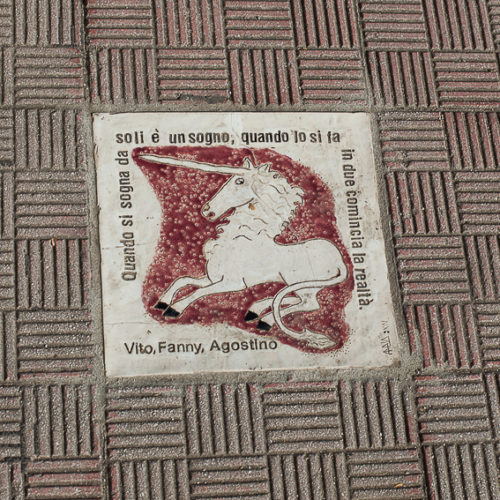 Quando si sogna da
soli è un sogno, quando lo si fa
in due comincia la realtà.
Vito, Fanny, Agostino